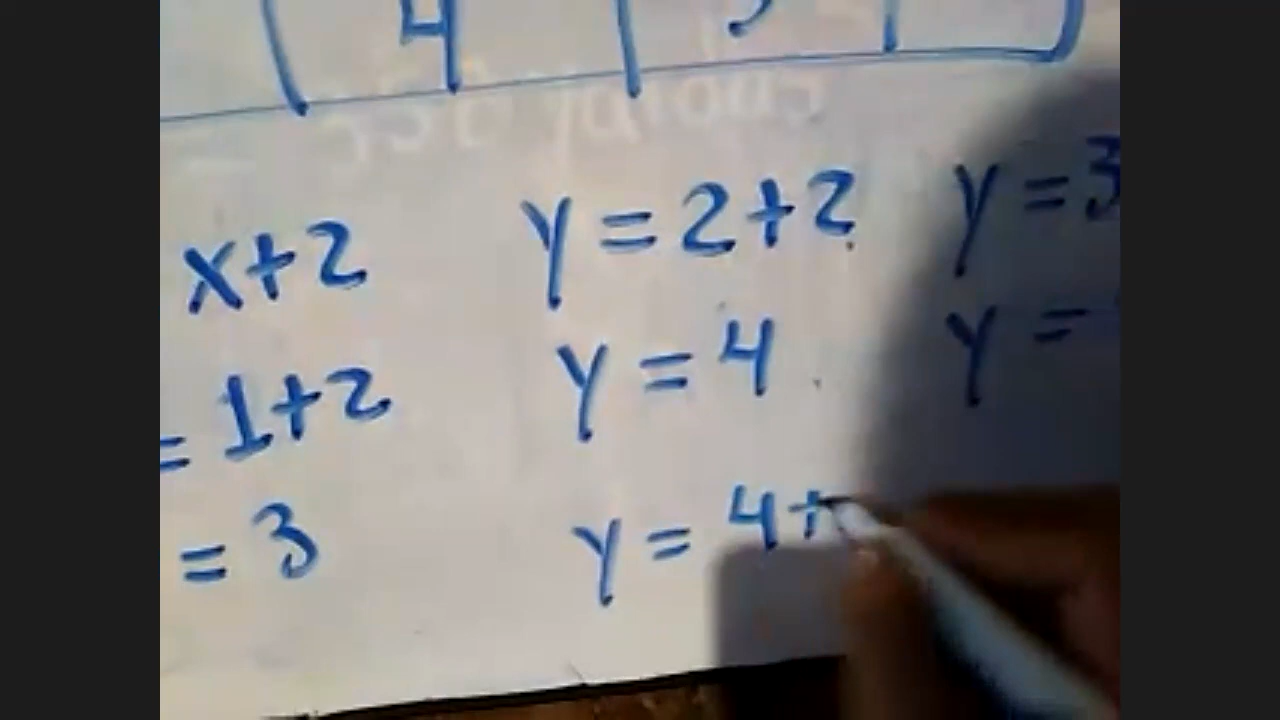 4
x+2
= 1+2
= 3
y = 2+2
y = 4
y = 4+
y = 3
y =